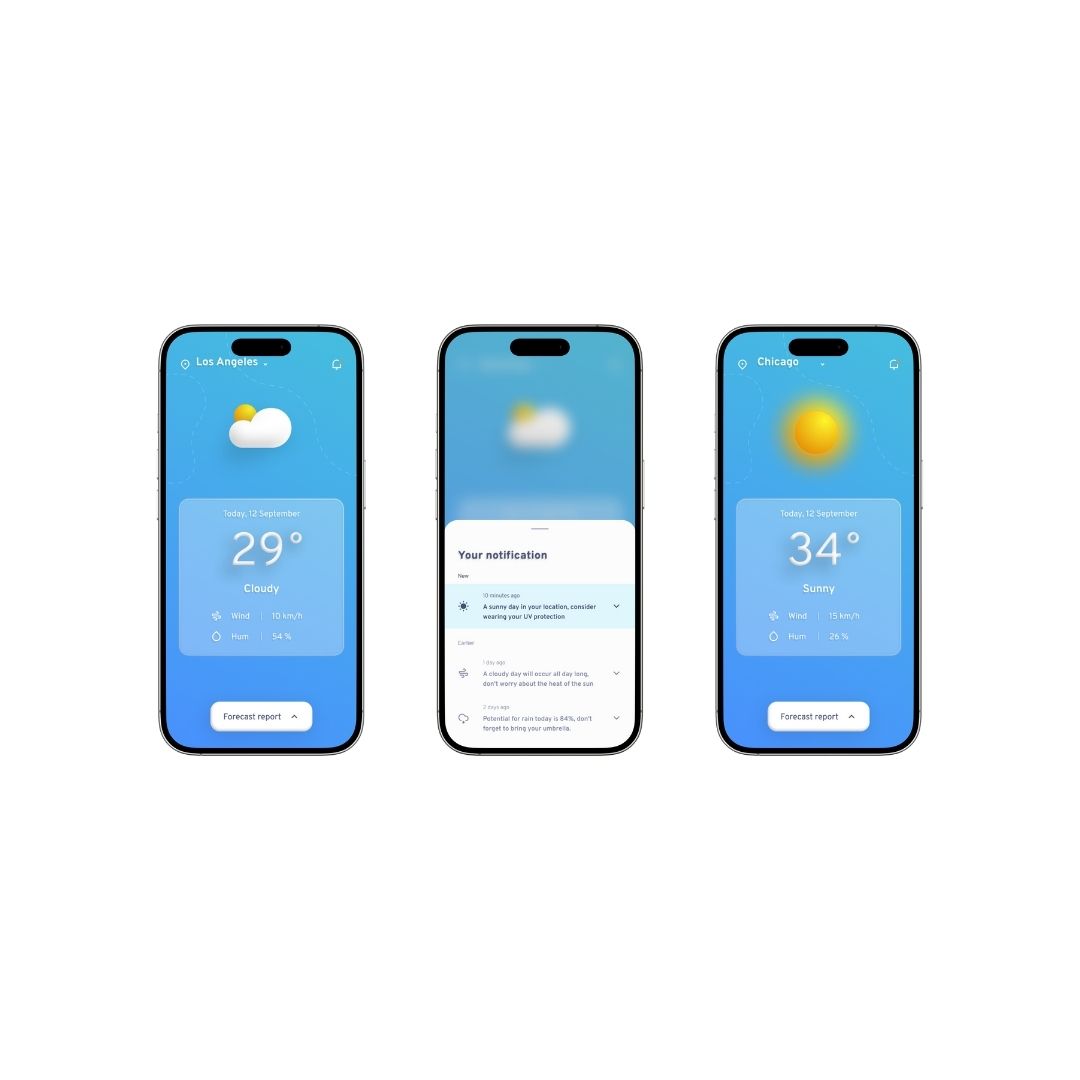 Los Angeles
Today, 12 September
29°
Cloudy
Wind | 10 km/h
Hum | 54 %
Forecast report
Your notification
New
10 minutes ago
A sunny day in your location, consider
wearing your UV protection
Earlier
1 day ago
A cloudy day will occur all day long,
don't worry about the heat of the sun
2 days ago
Potential for rain today is 84%, don't
forget to bring your umbrella.
Chicago
Today, 12 September
34°
Sunny
Wind | 15 km/h
Hum | 26 %
Forecast report